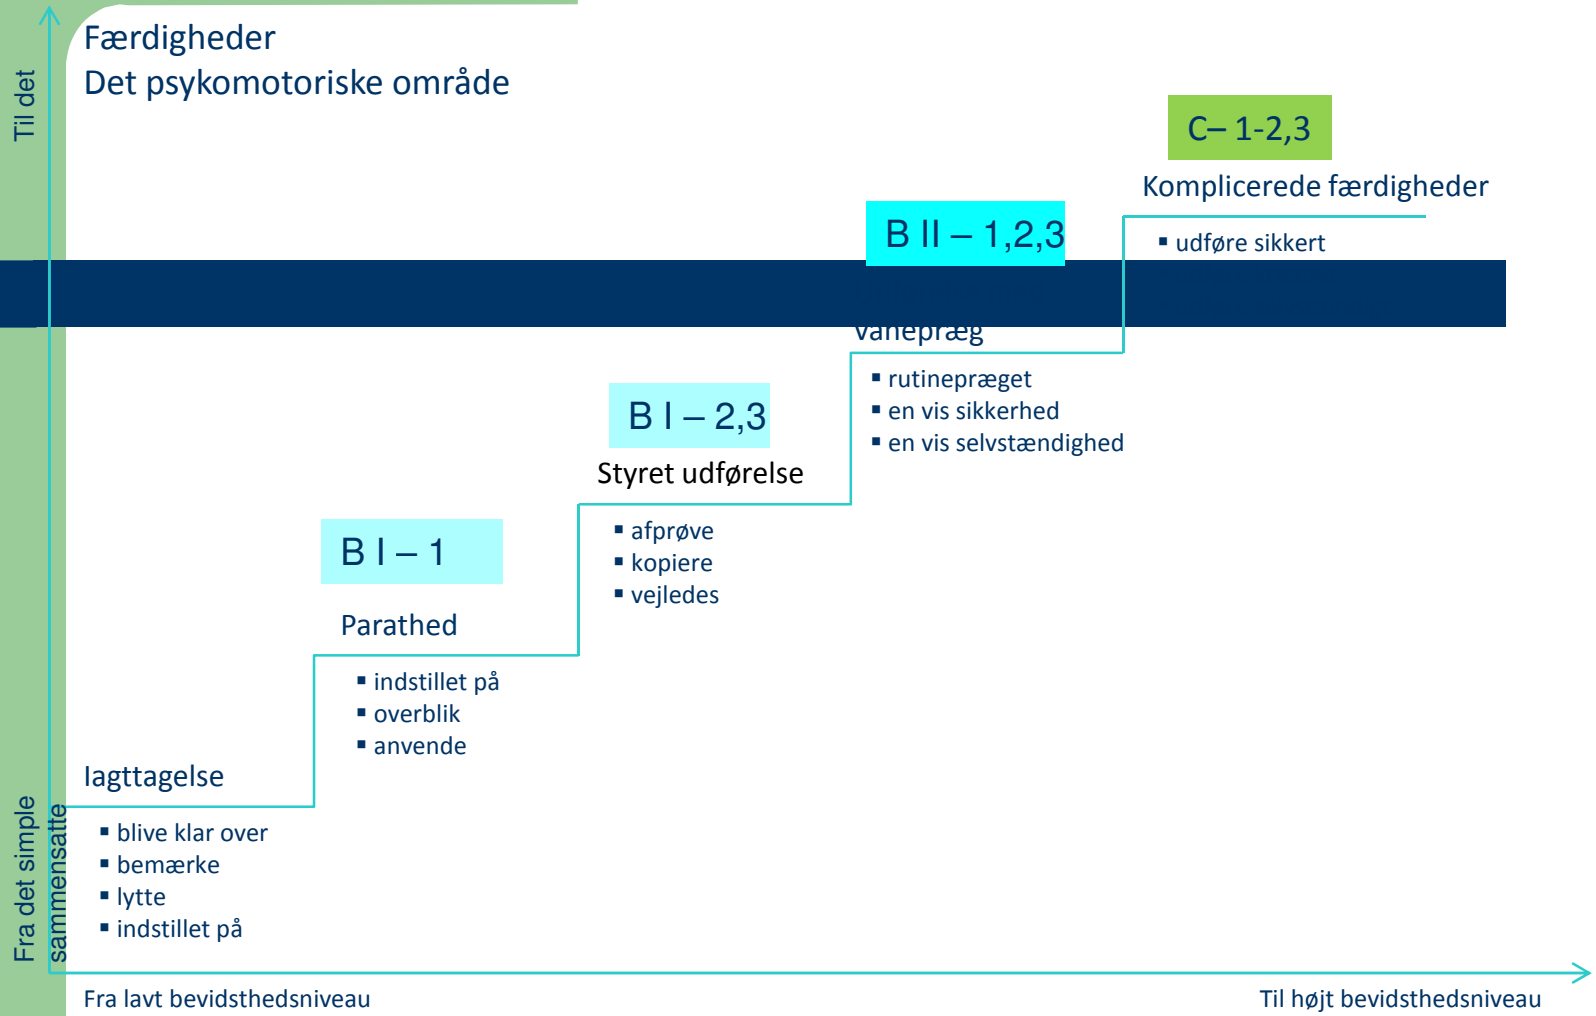 Færdigheder
Det psykomotoriske område
Til det
C– 1-2,3
Komplicerede færdigheder
▪ udføre sikkert
B II – 1,2,3
vanepræg
▪ rutinepræget
▪ en vis sikkerhed
▪ en vis selvstændighed
B I – 2,3
Styret udførelse
▪ afprøve
▪ kopiere
▪ vejledes
B I – 1
Parathed
▪ indstillet på
▪ overblik
▪ anvende
Iagttagelse
▪ blive klar over
▪ bemærke
▪ lytte
▪ indstillet på
Fra det simple
sammensatte
Fra lavt bevidsthedsniveau
Til højt bevidsthedsniveau